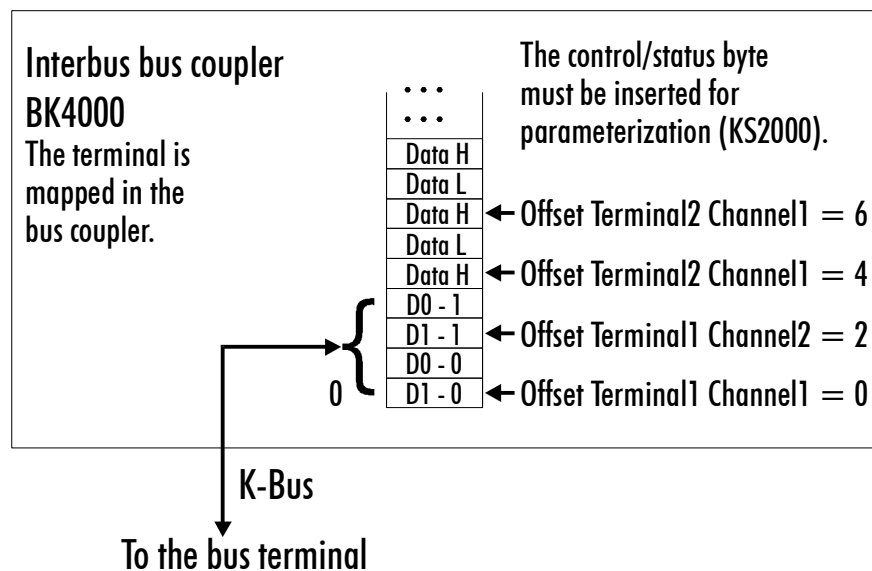 Interbus bus coupler
BK4000
The terminal is
mapped in the
bus coupler.
The control/status byte
must be inserted for
parameterization (KS2000).
...
...
Data H
Data L
Data H
Offset Terminal2 Channel1 = 6
Data L
Data H
Offset Terminal2 Channel1 = 4
D0 - 1
D1 - 1
Offset Terminal1 Channel2 = 2
D0 - 0
0
D1 - 0
Offset Terminal1 Channel1 = 0
K-Bus
To the bus terminal